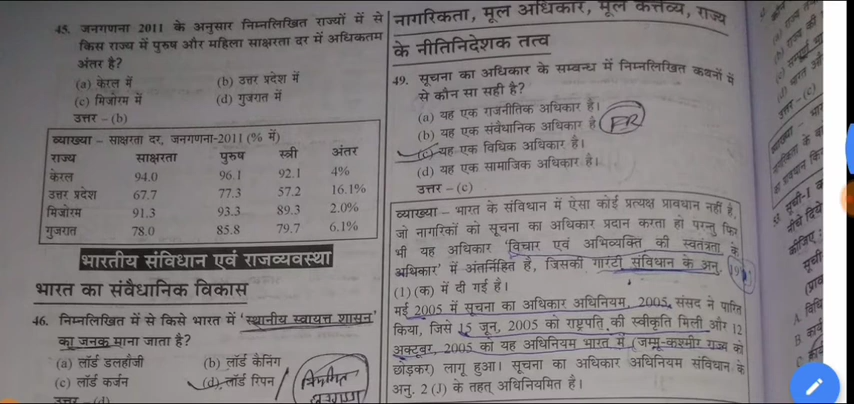 45. जनगणना 2011 के अनुसार निम्नलिखित राज्यों में से
किस राज्य में पुरुष और महिला साक्षरता दर में अधिकतम
अंतर है?
(a) केरल में (b) उत्तर प्रदेश में
(c) मिजोरम में (d) गुजरात में
उत्तर – (b)
व्याख्या – साक्षरता दर, जनगणना-2011 (% में)
राज्य साक्षरता पुरुष स्त्री अंतर
केरल 94.0 96.1 92.1 4%
उत्तर प्रदेश 67.7 77.3 57.2 16.1%
मिजोरम 91.3 93.3 89.3 2.0%
गुजरात 78.0 85.8 79.7 6.1%
भारतीय संविधान एवं राजव्यवस्था
भारत का संवैधानिक विकास
46. निम्नलिखित में से किसे भारत में 'स्थानीय स्वायत्त शासन'
का जनक माना जाता है?
(a) लॉर्ड डलहौजी (b) लॉर्ड कैनिंग
(c) लॉर्ड कर्जन (d) लॉर्ड रिपन
उत्तर – (d)
नागरिकता, मूल अधिकार, मूल कर्त्तव्य, राज्य
के नीतिनिदेशक तत्व
49. सूचना का अधिकार के सम्बन्ध में निम्नलिखित कथनों में
से कौन सा सही है?
(a) यह एक राजनीतिक अधिकार है।
(b) यह एक संवैधानिक अधिकार है FR
(c) यह एक विधिक अधिकार है।
(d) यह एक सामाजिक अधिकार है।
उत्तर – (c)
व्याख्या – भारत के संविधान में ऐसा कोई प्रत्यक्ष प्रावधान नहीं है,
जो नागरिकों को सूचना का अधिकार प्रदान करता हो परन्तु फिर
भी यह अधिकार 'विचार एवं अभिव्यक्ति की स्वतंत्रता के
अधिकार' में अंतर्निहित है, जिसकी गारंटी संविधान के अनु. 19
(1) (क) में दी गई है।
मई 2005 में सूचना का अधिकार अधिनियम, 2005 संसद ने पारित
किया, जिसे 15 जून, 2005 को राष्ट्रपति की स्वीकृति मिली और 12
अक्टूबर, 2005 को यह अधिनियम भारत में (जम्मू-कश्मीर राज्य को
छोड़कर) लागू हुआ। सूचना का अधिकार अधिनियम संविधान के
अनु. 2 (J) के तहत् अधिनियमित है।
उत्तर – (c)
53. सूची-I
नीचे दिये
कीजिए :
सूची
A. विधि
B.
C.